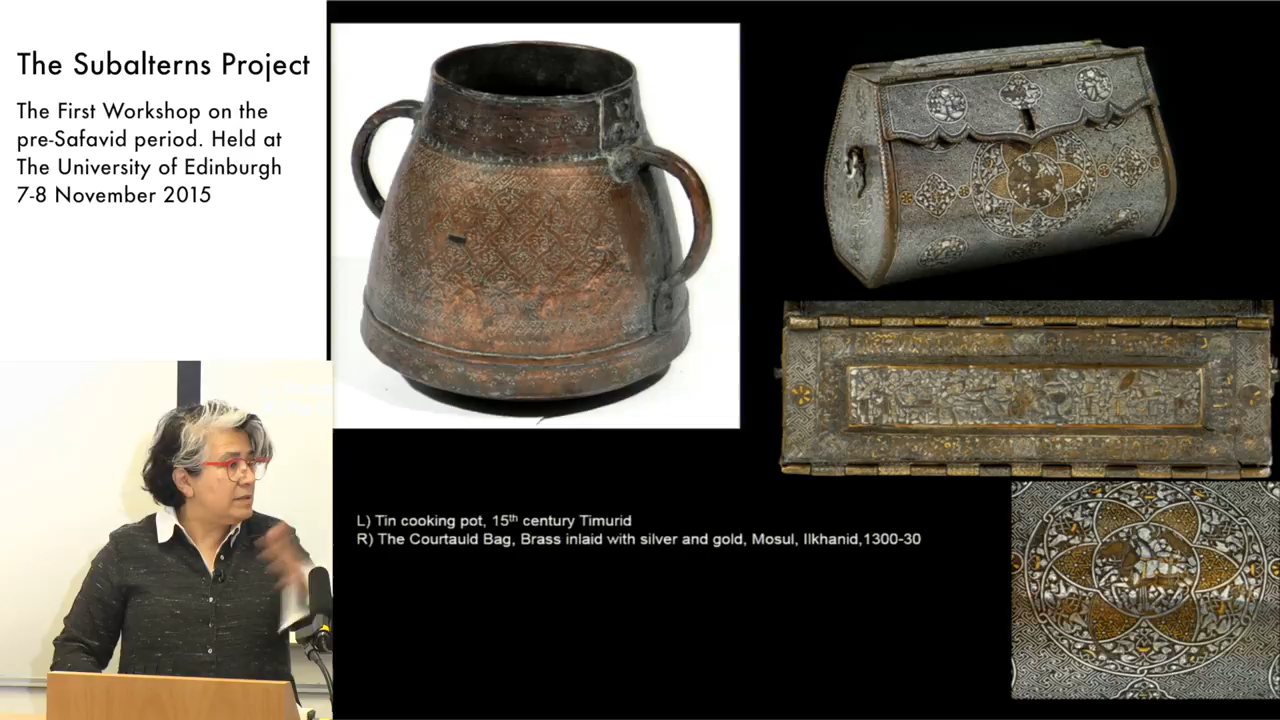 The Subalterns Project
The First Workshop on the
pre-Safavid period. Held at
The University of Edinburgh
7-8 November 2015
L) Tin cooking pot, 15th century Timurid
R) The Courtauld Bag, Brass inlaid with silver and gold, Mosul, Ilkhanid,1300-30